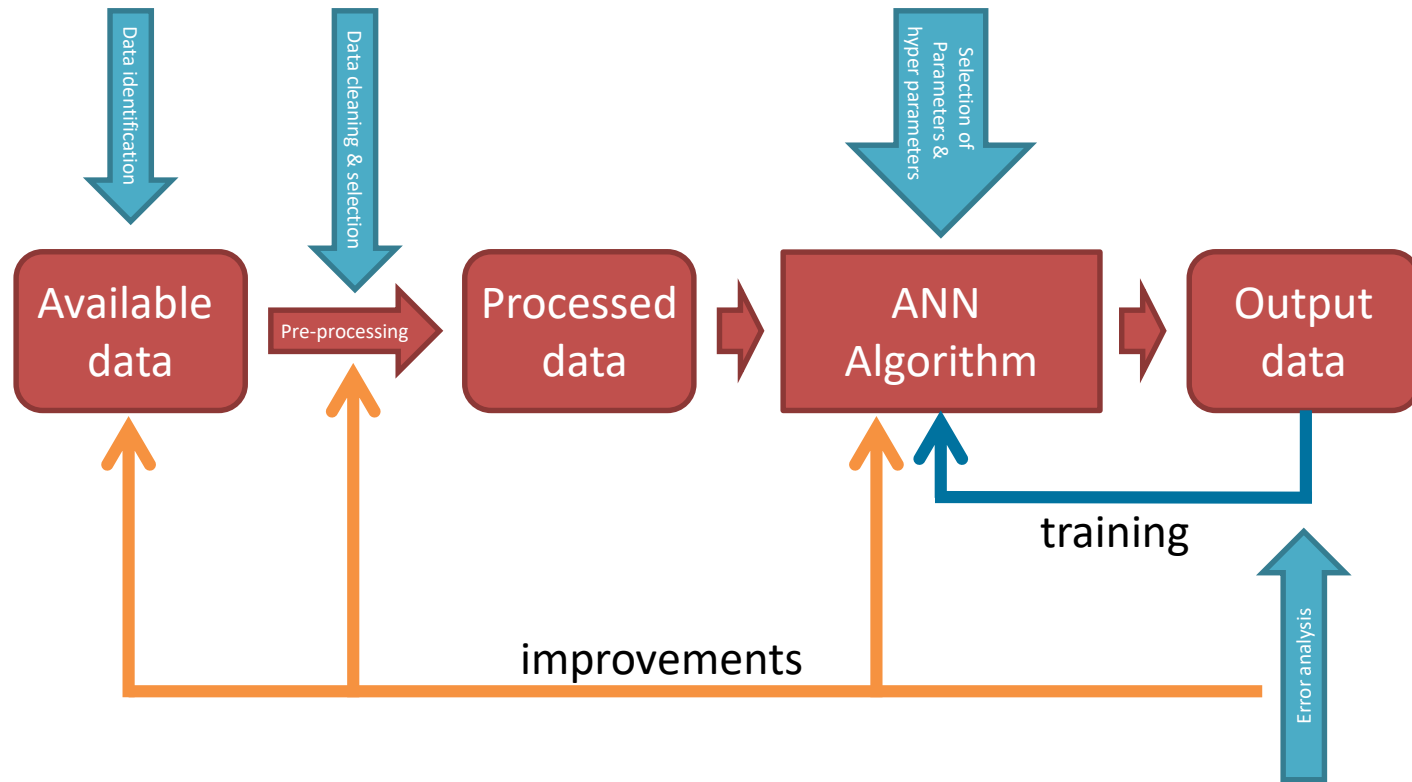 Data identification
Data cleaning & selection
Selection of
Parameters &
hyper parameters
Available
data
Pre-processing
Processed
data
ANN
Algorithm
Output
data
training
improvements
Error analysis